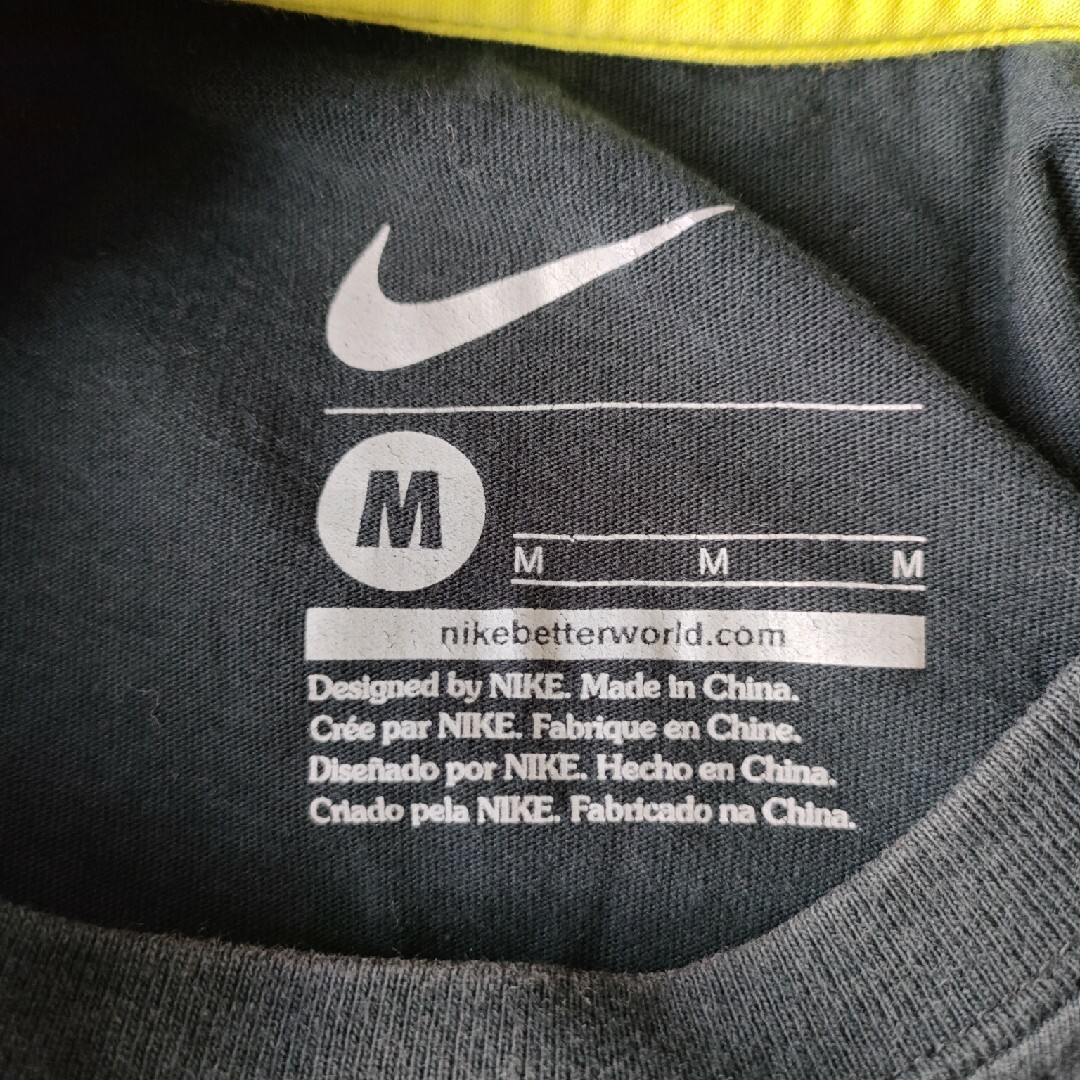 M
M M M
nikebetterworld.com
Designed by NIKE. Made in China.
Crée par NIKE. Fabrique en Chine.
Diseñado por NIKE. Hecho en China.
Criado pela NIKE. Fabricado na China.